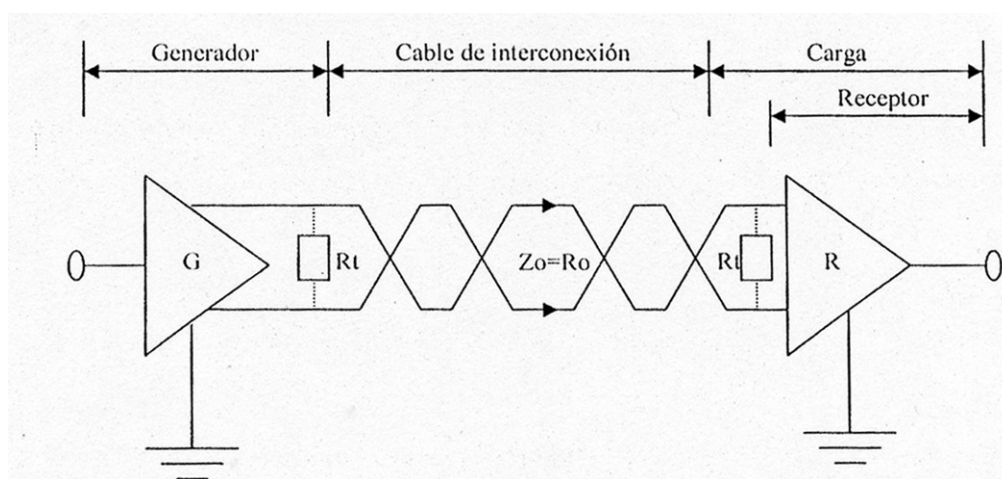 Generador
Cable de interconexión
Carga
Receptor
G
Rt
Zo=Ro
Rt
R